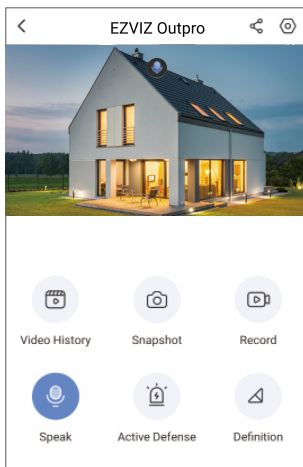 EZVIZ Outpro
Video History
Snapshot
Record
Speak
Active Defense
Definition